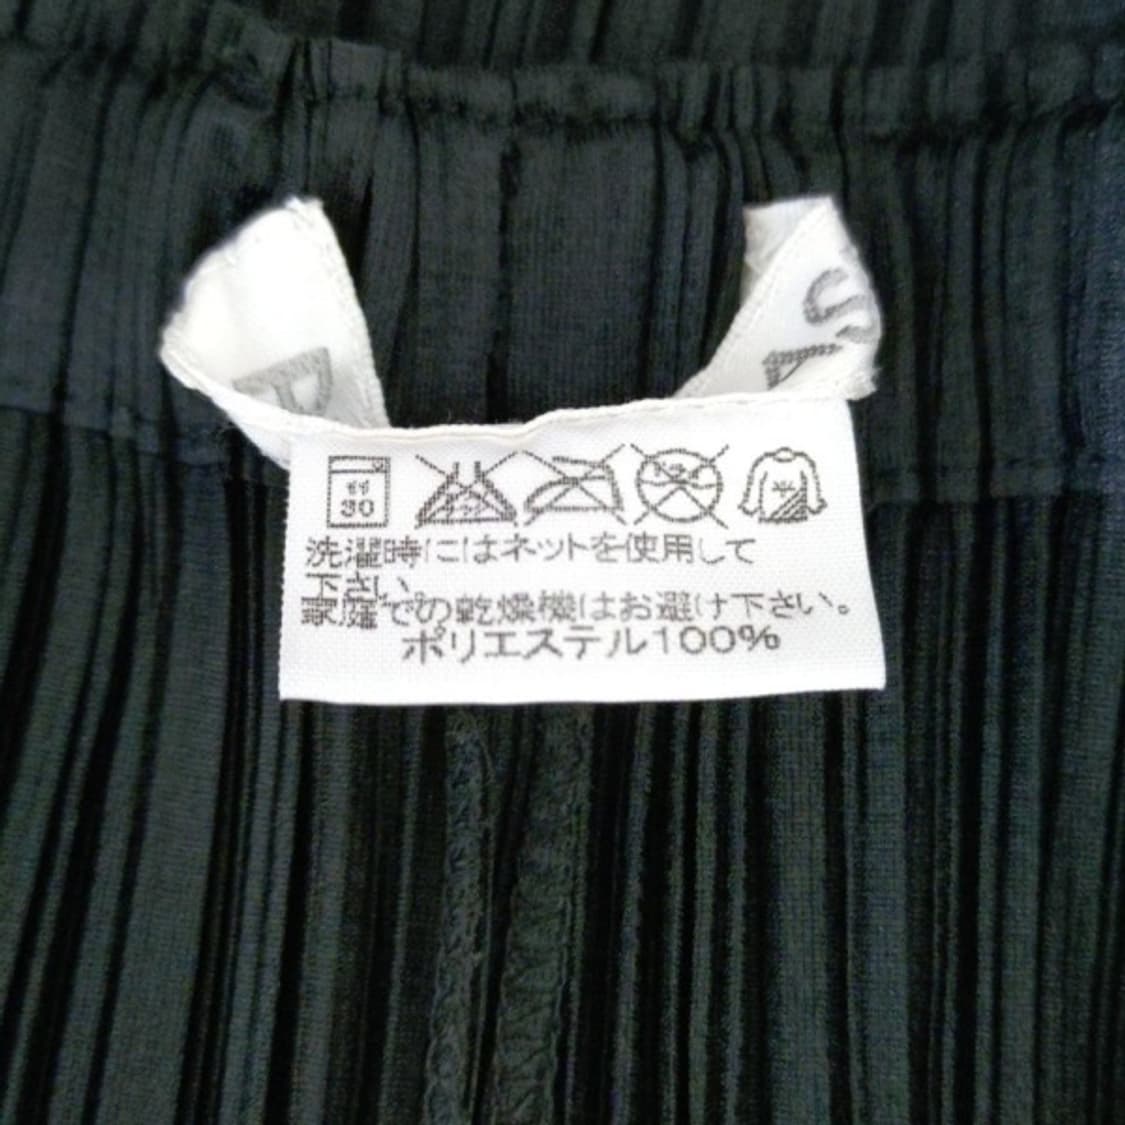 P
S
弱
30
洗濯時にはネットを使用して
下さい。
家庭での乾燥機はお避け下さい。
ポリエステル100%